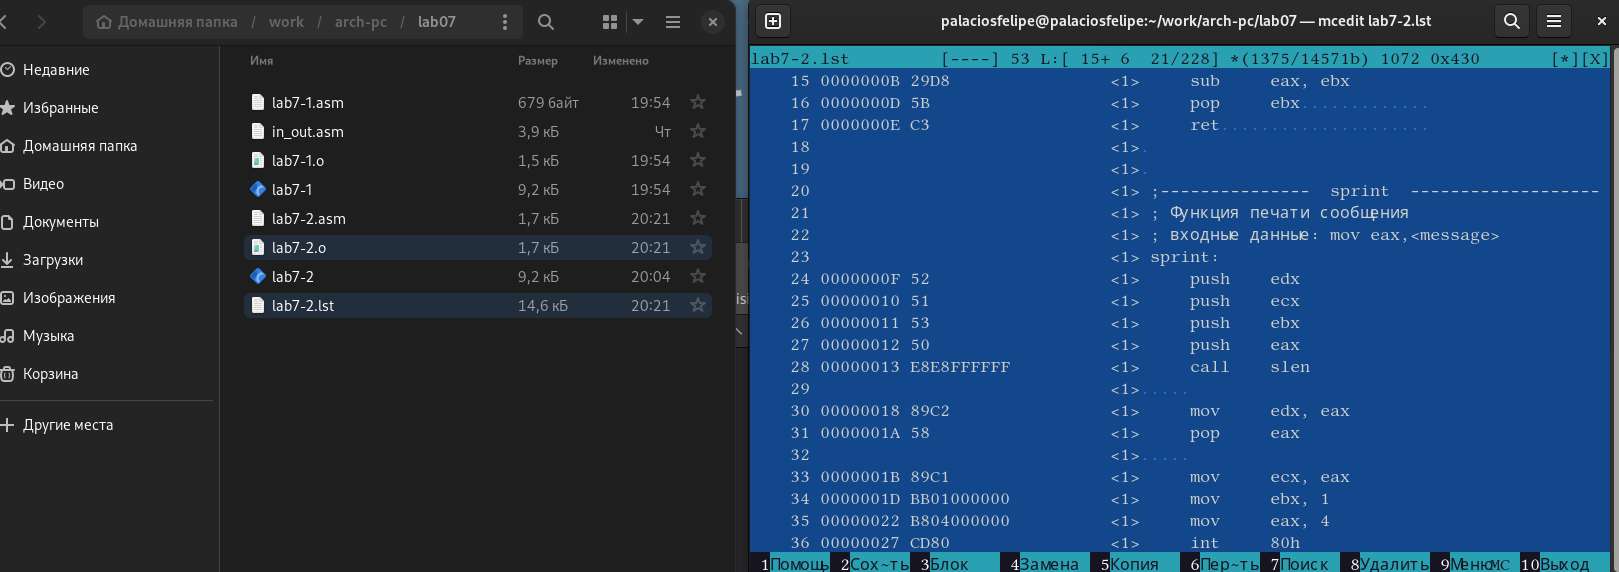 Домашняя папка / work / arch-pc / lab07
Недавние
Избранные
Домашняя папка
Видео
Документы
Загрузки
Изображения
Музыка
Корзина
Другие места
Имя Размер Изменено
lab7-1.asm 679 байт 19:54
in_out.asm 3,9 кБ Чт
lab7-1.o 1,5 кБ 19:54
lab7-1 9,2 кБ 19:54
lab7-2.asm 1,7 кБ 20:21
lab7-2.o 1,7 кБ 20:21
lab7-2 9,2 кБ 20:04
lab7-2.lst 14,6 кБ 20:21
palaciosfelipe@palaciosfelipe:~/work/arch-pc/lab07 — mcedit lab7-2.lst
lab7-2.lst [----] 53 L:[ 15+ 6 21/228] *(1375/14571b) 1072 0x430 [*][X]
15 0000000B 29D8 <1> sub eax, ebx
16 0000000D 5B <1> pop ebx.............
17 0000000E C3 <1> ret.....................
18 <1>.
19 <1>.
20 <1> ;--------------- sprint -------------------
21 <1> ; Функция печати сообщения
22 <1> ; входные данные: mov eax,<message>
23 <1> sprint:
24 0000000F 52 <1> push edx
25 00000010 51 <1> push ecx
26 00000011 53 <1> push ebx
27 00000012 50 <1> push eax
28 00000013 E8E8FFFFFF <1> call slen
29 <1>.....
30 00000018 89C2 <1> mov edx, eax
31 0000001A 58 <1> pop eax
32 <1>.....
33 0000001B 89C1 <1> mov ecx, eax
34 0000001D BB01000000 <1> mov ebx, 1
35 00000022 B804000000 <1> mov eax, 4
36 00000027 CD80 <1> int 80h
1Помощь 2Сох~ть 3Блок 4Замена 5Копия 6Пер~ть 7Поиск 8Удалить 9МенюMC 10Выход